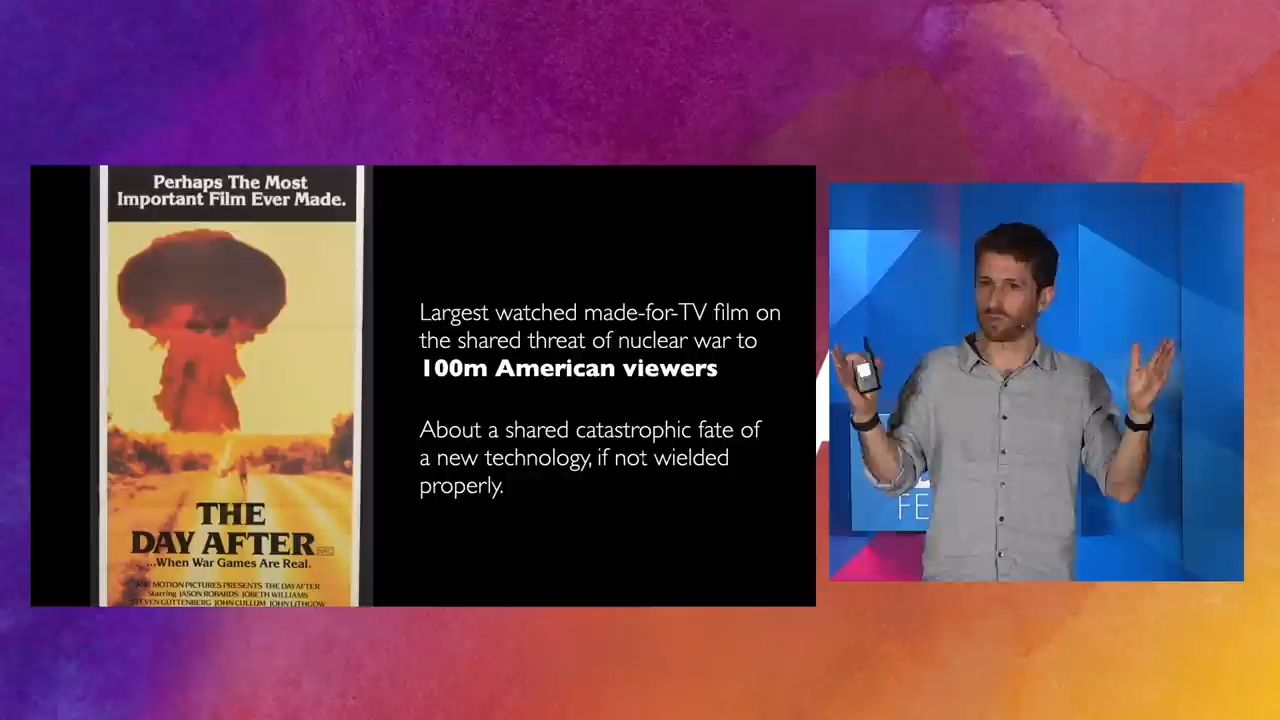 Perhaps The Most
Important Film Ever Made.
THE
DAY AFTER
...When War Games Are Real.
ABC MOTION PICTURES PRESENTS THE DAY AFTER
Starring JASON ROBARDS JOBETH WILLIAMS
STEVEN GUTTENBERG JOHN CULLUM JOHN LITHGOW
Largest watched made-for-TV film on
the shared threat of nuclear war to
100m American viewers
About a shared catastrophic fate of
a new technology, if not wielded
properly.
FE